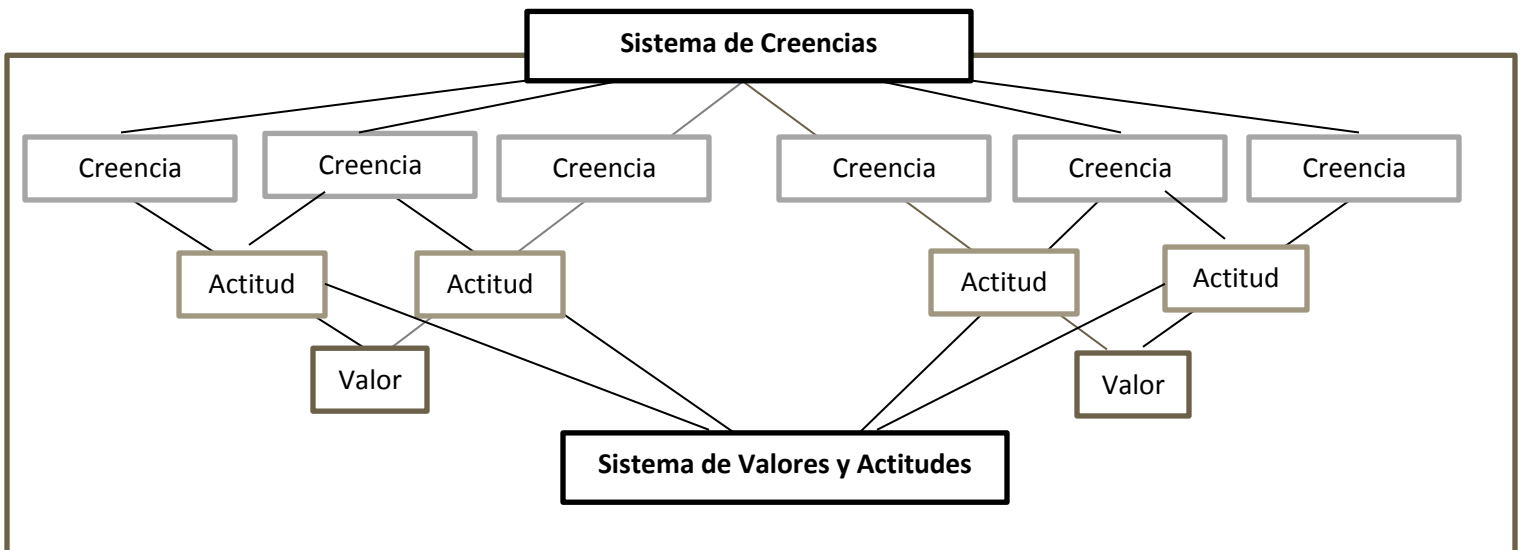 Sistema de Creencias
Creencia
Creencia
Creencia
Creencia
Creencia
Creencia
Actitud
Actitud
Actitud
Actitud
Valor
Valor
Sistema de Valores y Actitudes